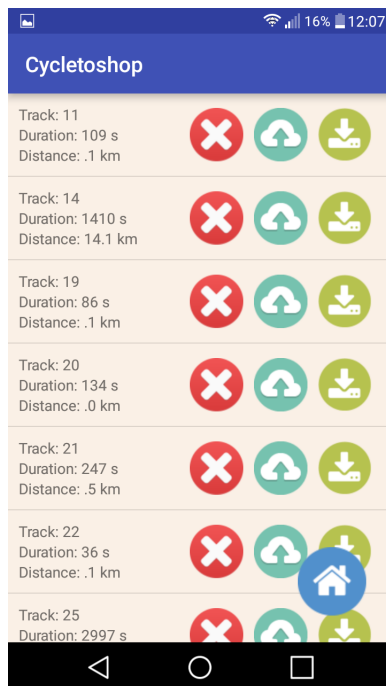 16% 12:07
Cycletoshop
Track: 11
Duration: 109 s
Distance: .1 km
Track: 14
Duration: 1410 s
Distance: 14.1 km
Track: 19
Duration: 86 s
Distance: .1 km
Track: 20
Duration: 134 s
Distance: .0 km
Track: 21
Duration: 247 s
Distance: .5 km
Track: 22
Duration: 36 s
Distance: .1 km
Track: 25
Duration: 2997 s